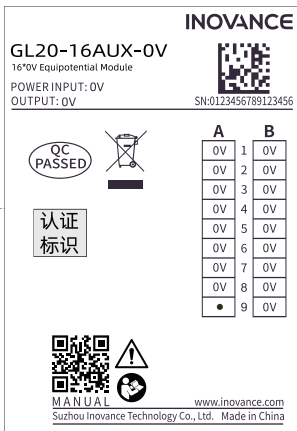 INOVANCE
GL20-16AUX-0V
16*0V Equipotential Module
POWER INPUT: 0V
OUTPUT: 0V
SN:0123456789123456
QC
PASSED
认证
标识
A B
0V 1 0V
0V 2 0V
0V 3 0V
0V 4 0V
0V 5 0V
0V 6 0V
0V 7 0V
0V 8 0V
● 9 0V
MANUAL
www.inovance.com
Suzhou Inovance Technology Co., Ltd. Made in China